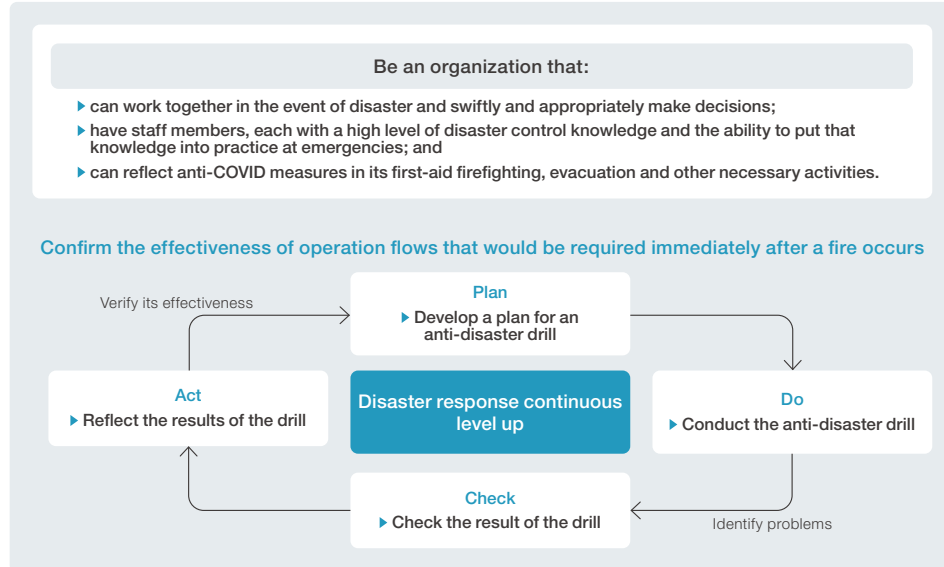 Be an organization that:
▶ can work together in the event of disaster and swiftly and appropriately make decisions;
▶ have staff members, each with a high level of disaster control knowledge and the ability to put that
knowledge into practice at emergencies; and
▶ can reflect anti-COVID measures in its first-aid firefighting, evacuation and other necessary activities.
Confirm the effectiveness of operation flows that would be required immediately after a fire occurs
Verify its effectiveness
Plan
▶ Develop a plan for an
anti-disaster drill
Act
▶ Reflect the results of the drill
Disaster response continuous
level up
Do
▶ Conduct the anti-disaster drill
Check
▶ Check the result of the drill
Identify problems